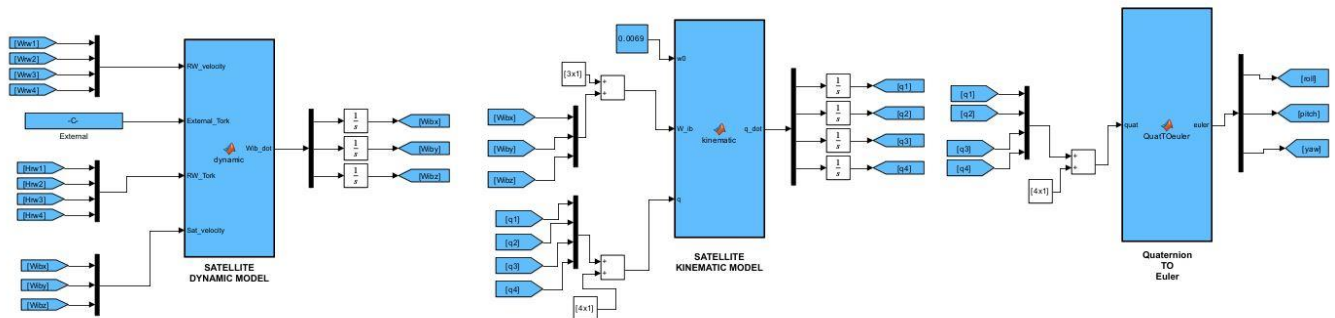 [Wrw1]
[Wrw2]
[Wrw3]
[Wrw4]
-C-
External
[Hrw1]
[Hrw2]
[Hrw3]
[Hrw4]
[Wibx]
[Wiby]
[Wibz]
RW_velocity
External_Tork
RW_Tork
Sat_velocity
dynamic
Wib_dot
SATELLITE
DYNAMIC MODEL
1
s
1
s
1
s
[Wibx]
[Wiby]
[Wibz]
0.0069
[3x1]
+
+
[Wibx]
[Wiby]
[Wibz]
[q1]
[q2]
[q3]
[q4]
+
+
[4x1]
w0
W_ib
q
kinematic
q_dot
SATELLITE
KINEMATIC MODEL
1
s
1
s
1
s
1
s
[q1]
[q2]
[q3]
[q4]
[q1]
[q2]
[q3]
[q4]
+
+
[4x1]
quat
QuatTOeuler
euler
Quaternion
TO
Euler
[roll]
[pitch]
[yaw]